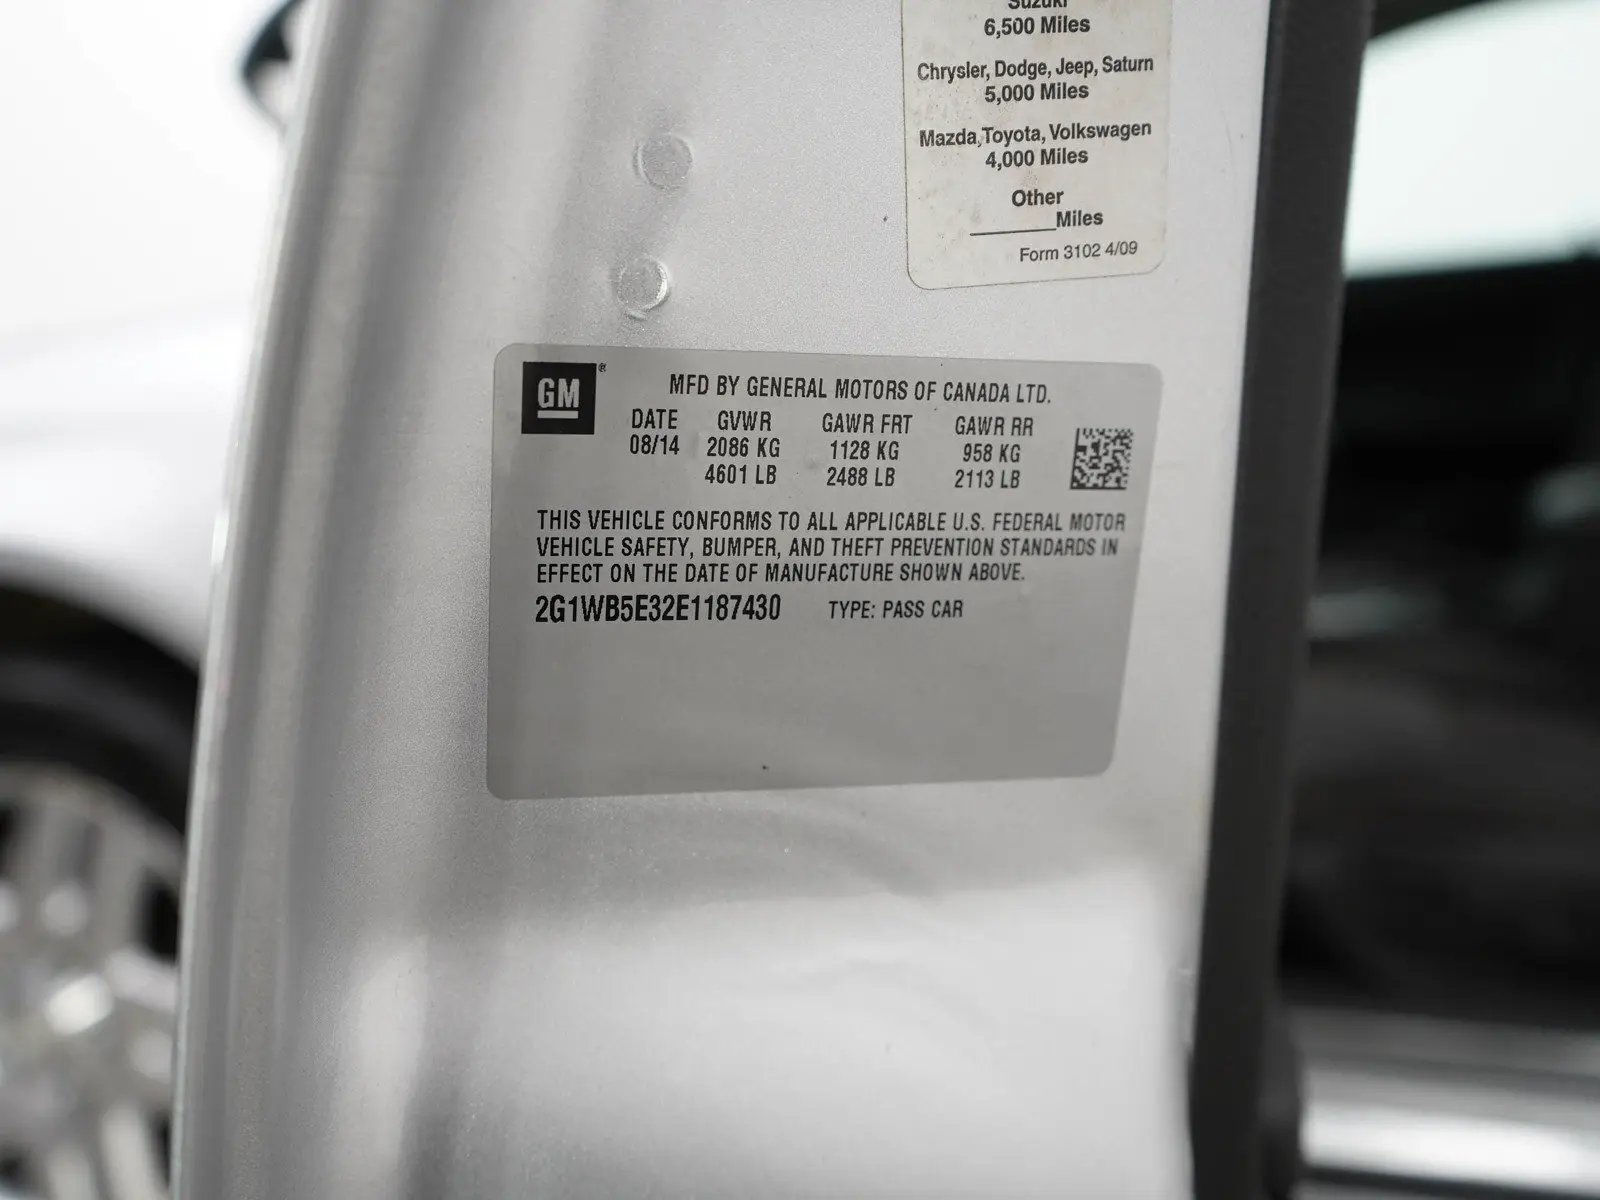 Suzuki
6,500 Miles
Chrysler, Dodge, Jeep, Saturn
5,000 Miles
Mazda, Toyota, Volkswagen
4,000 Miles
Other
______Miles
Form 3102 4/09
GM®
MFD BY GENERAL MOTORS OF CANADA LTD.
DATE GVWR GAWR FRT GAWR RR
08/14 2086 KG 1128 KG 958 KG
4601 LB 2488 LB 2113 LB
THIS VEHICLE CONFORMS TO ALL APPLICABLE U.S. FEDERAL MOTOR
VEHICLE SAFETY, BUMPER, AND THEFT PREVENTION STANDARDS IN
EFFECT ON THE DATE OF MANUFACTURE SHOWN ABOVE.
2G1WB5E32E1187430 TYPE: PASS CAR